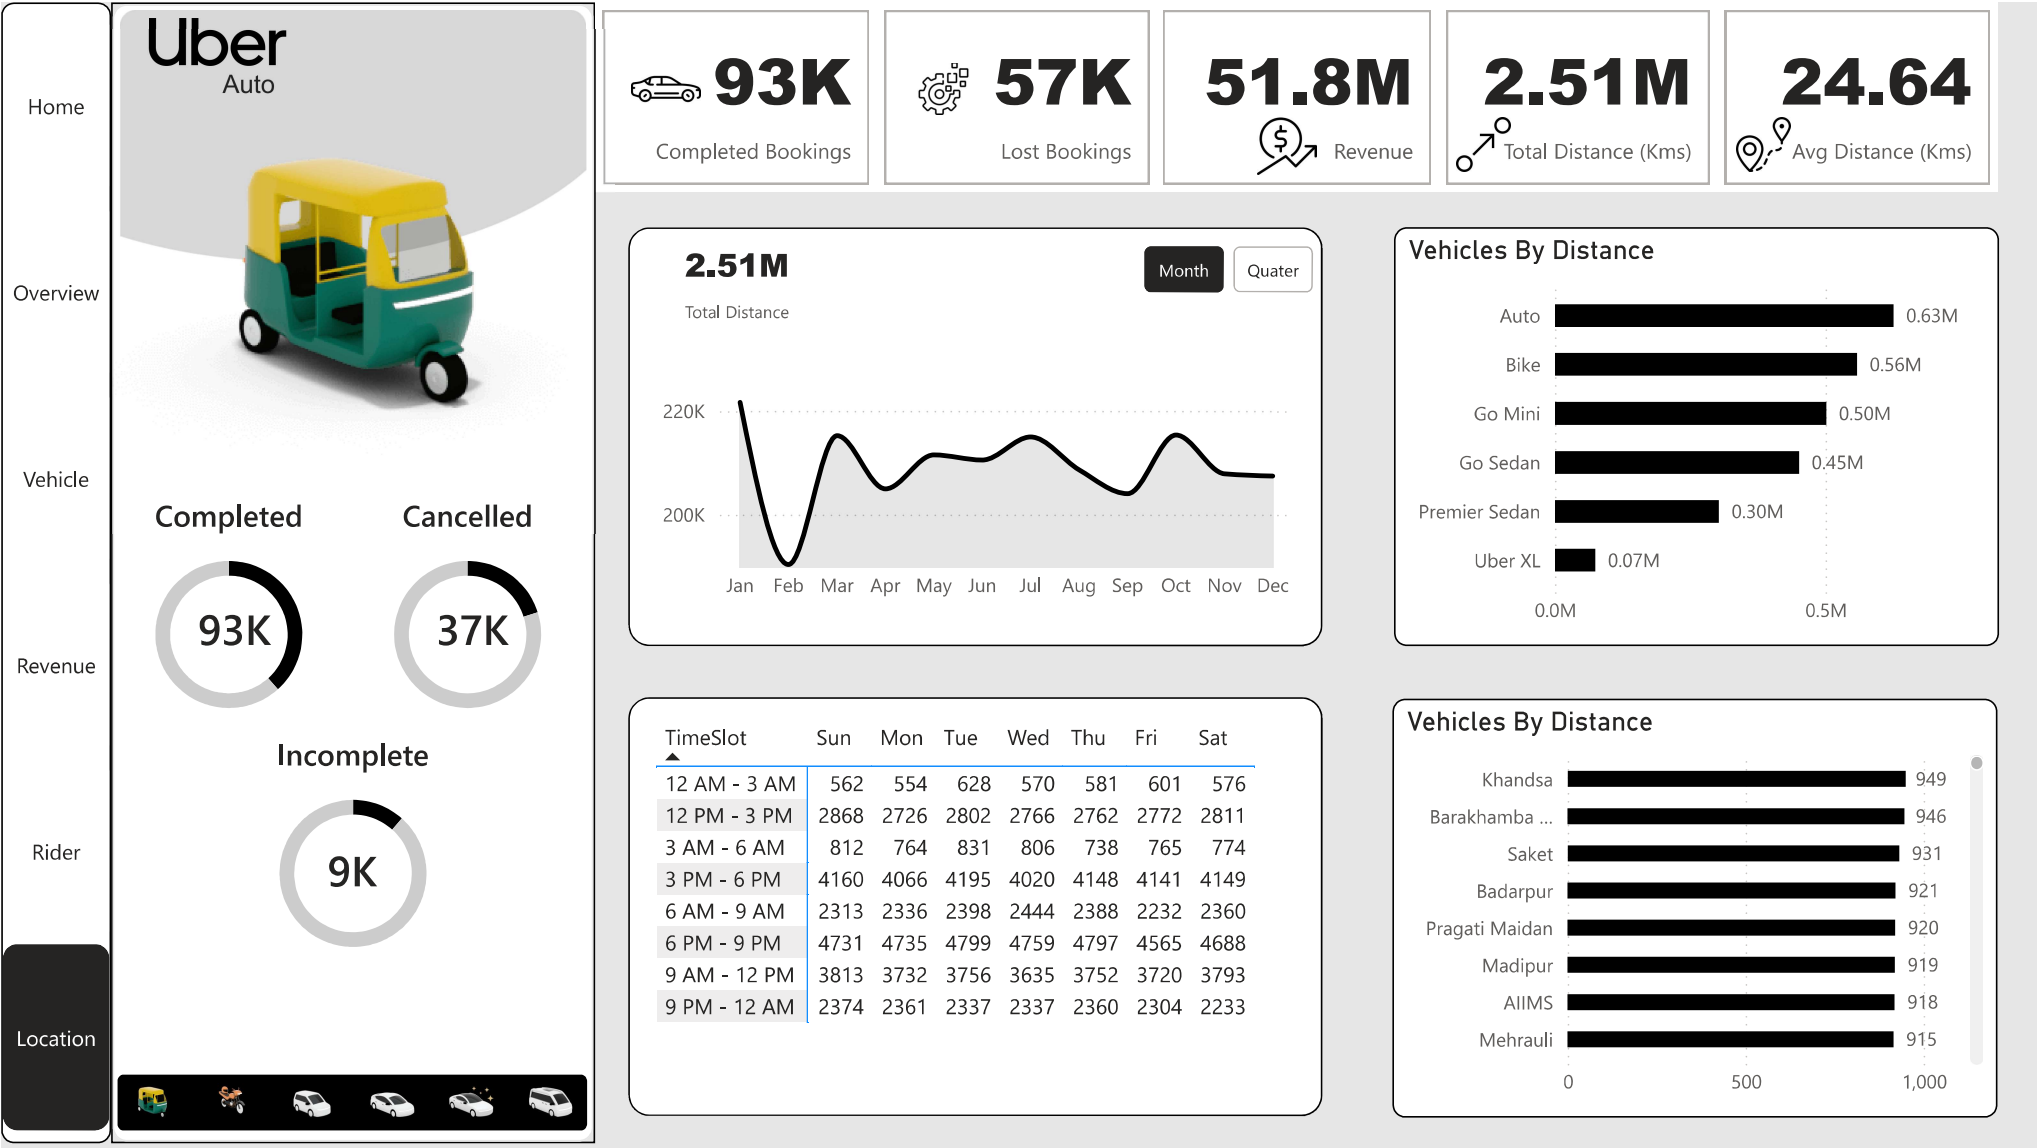 Home
Overview
Vehicle
Revenue
Rider
Location
Uber
Auto
Completed
93K
Cancelled
37K
Incomplete
9K
93K
Completed Bookings
57K
Lost Bookings
51.8M
Revenue
2.51M
Total Distance (Kms)
24.64
Avg Distance (Kms)
2.51M
Total Distance
Month
Quater
220K
200K
Jan Feb Mar Apr May Jun Jul Aug Sep Oct Nov Dec
Vehicles By Distance
Auto 0.63M
Bike 0.56M
Go Mini 0.50M
Go Sedan 0.45M
Premier Sedan 0.30M
Uber XL 0.07M
0.0M 0.5M
TimeSlot Sun Mon Tue Wed Thu Fri Sat
12 AM - 3 AM 562 554 628 570 581 601 576
12 PM - 3 PM 2868 2726 2802 2766 2762 2772 2811
3 AM - 6 AM 812 764 831 806 738 765 774
3 PM - 6 PM 4160 4066 4195 4020 4148 4141 4149
6 AM - 9 AM 2313 2336 2398 2444 2388 2232 2360
6 PM - 9 PM 4731 4735 4799 4759 4797 4565 4688
9 AM - 12 PM 3813 3732 3756 3635 3752 3720 3793
9 PM - 12 AM 2374 2361 2337 2337 2360 2304 2233
Vehicles By Distance
Khandsa 949
Barakhamba ... 946
Saket 931
Badarpur 921
Pragati Maidan 920
Madipur 919
AIIMS 918
Mehrauli 915
0 500 1,000